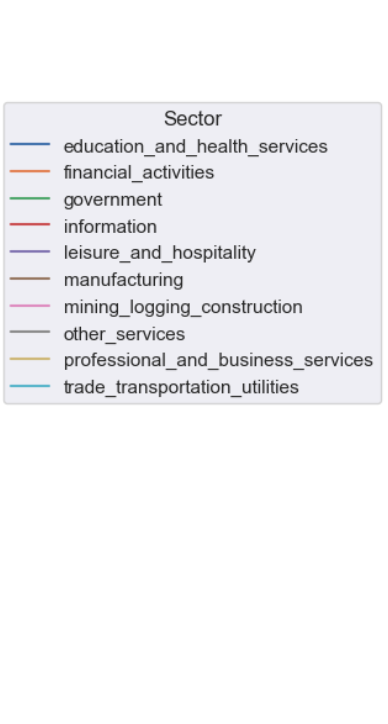 Sector
education_and_health_services
financial_activities
government
information
leisure_and_hospitality
manufacturing
mining_logging_construction
other_services
professional_and_business_services
trade_transportation_utilities